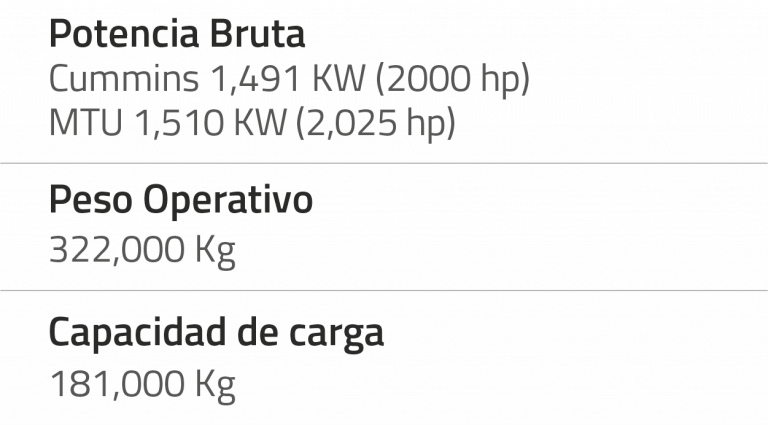 Potencia Bruta
Cummins 1,491 KW (2000 hp)
MTU 1,510 KW (2,025 hp)
Peso Operativo
322,000 Kg
Capacidad de carga
181,000 Kg